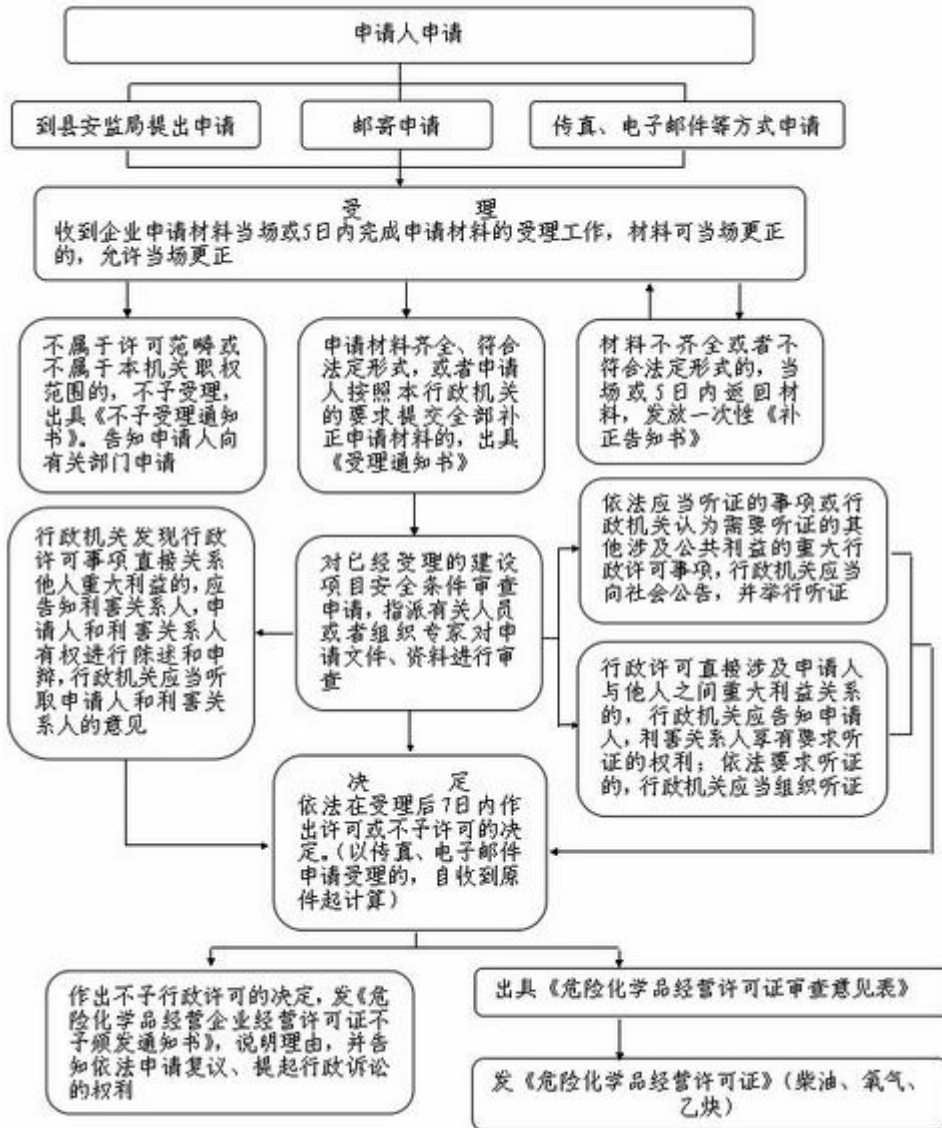 申请人申请
到县安监局提出申请
邮寄申请
传真、电子邮件等方式申请
受 理
收到企业申请材料当场或5日内完成申请材料的受理工作，材料可当场更正
的，允许当场更正
不属于许可范畴或
不属于本机关职权
范围的，不予受理，
出具《不予受理通知
书》。告知申请人向
有关部门申请
申请材料齐全、符合
法定形式，或者申请
人按照本行政机关
的要求提交全部补
正申请材料的，出具
《受理通知书》
材料不齐全或者不
符合法定形式的，当
场或5日内返回材
料，发放一次性《补
正告知书》
行政机关发现行政
许可事项直接关系
他人重大利益的，应
告知利害关系人，申
请人和利害关系人
有权进行陈述和申
辩，行政机关应当听
取申请人和利害关
系人的意见
对已经受理的建设
项目安全条件审查
申请，指派有关人员
或者组织专家对申
请文件、资料进行审
查
依法应当听证的事项或行
政机关认为需要听证的其
他涉及公共利益的重大行
政许可事项，行政机关应当
向社会公告，并举行听证
行政许可直接涉及申请人
与他人之间重大利益关系
的，行政机关应告知申请
人，利害关系人享有要求听
证的权利；依法要求听证
的，行政机关应当组织听证
决 定
依法在受理后7日内作
出许可或不予许可的决
定。（以传真、电子邮件
申请受理的，自收到原
件起计算）
作出不予行政许可的决定，发《危
险化学品经营企业经营许可证不
予颁发通知书》，说明理由，并告
知依法申请复议、提起行政诉讼
的权利
出具《危险化学品经营许可证审查意见表》
发《危险化学品经营许可证》（柴油、氧气、
乙炔）